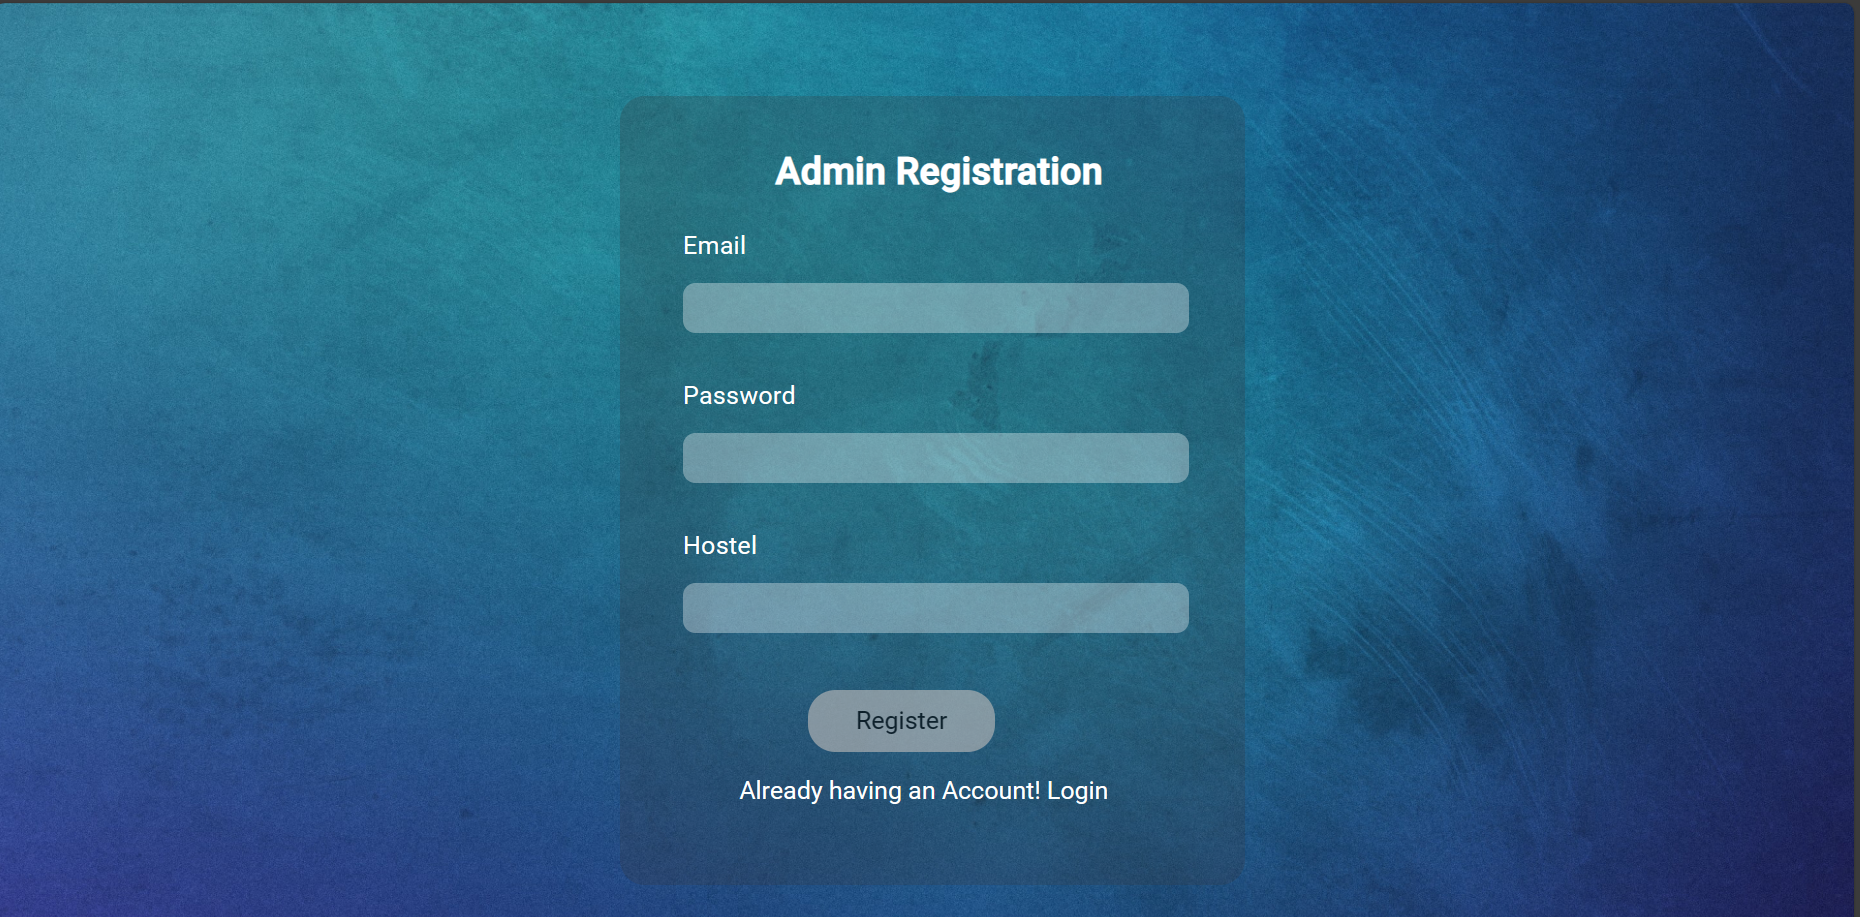 Admin Registration
Email
Password
Hostel
Register
Already having an Account! Login